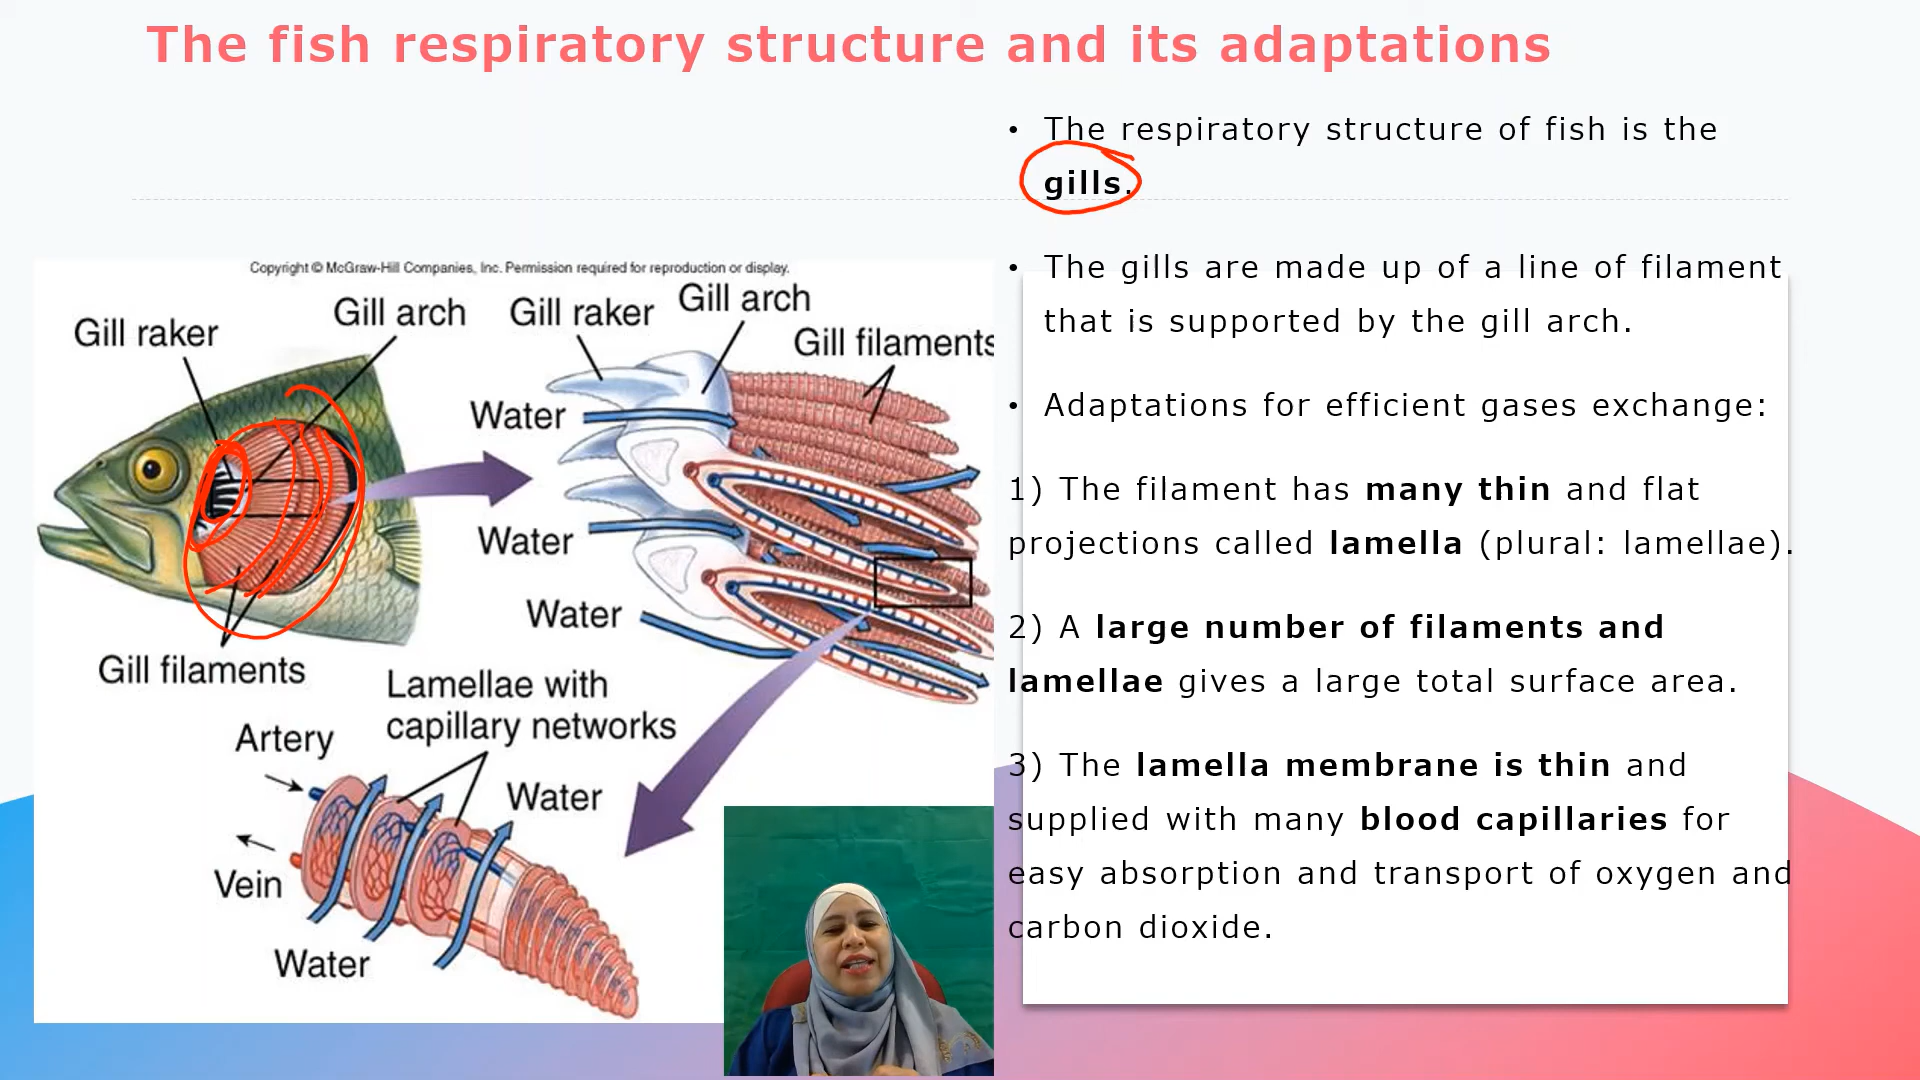 The fish respiratory structure and its adaptations
• The respiratory structure of fish is the
gills.
• The gills are made up of a line of filament
that is supported by the gill arch.
• Adaptations for efficient gases exchange:
1) The filament has many thin and flat
projections called lamella (plural: lamellae).
2) A large number of filaments and
lamellae gives a large total surface area.
3) The lamella membrane is thin and
supplied with many blood capillaries for
easy absorption and transport of oxygen and
carbon dioxide.
Copyright © McGraw-Hill Companies, Inc. Permission required for reproduction or display.
Gill raker
Gill arch
Gill raker
Gill arch
Gill filaments
Water
Water
Water
Gill filaments
Lamellae with
capillary networks
Artery
Water
Vein
Water